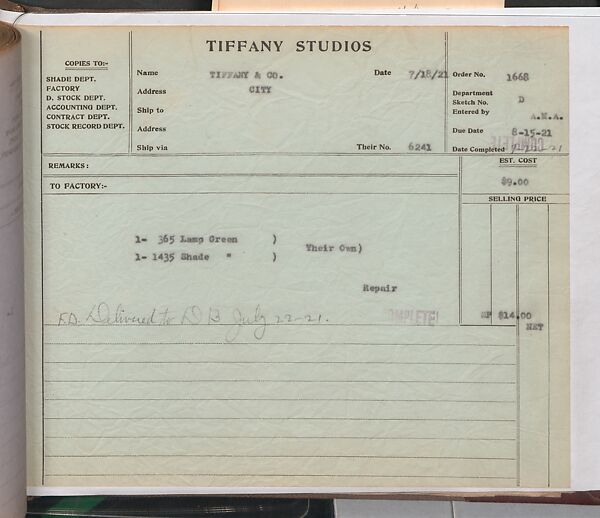 TIFFANY STUDIOS
COPIES TO:-
SHADE DEPT.
FACTORY
D. STOCK DEPT.
ACCOUNTING DEPT.
CONTRACT DEPT.
STOCK RECORD DEPT.
Name TIFFANY & CO. Date 7/18/21
Address CITY
Ship to
Address
Ship via Their No. 6241
Order No. 1668
Department
Sketch No. D
Entered by A.M.A.
Due Date 8-15-21
Date Completed
REMARKS:
EST. COST
$9.00
TO FACTORY:-
SELLING PRICE
1- 365 Lamp Green )
Their Own)
1- 1435 Shade " )
Repair
F.D. Delivered to D B July 22-21.
COMPLETE!
SP $14.00
NET